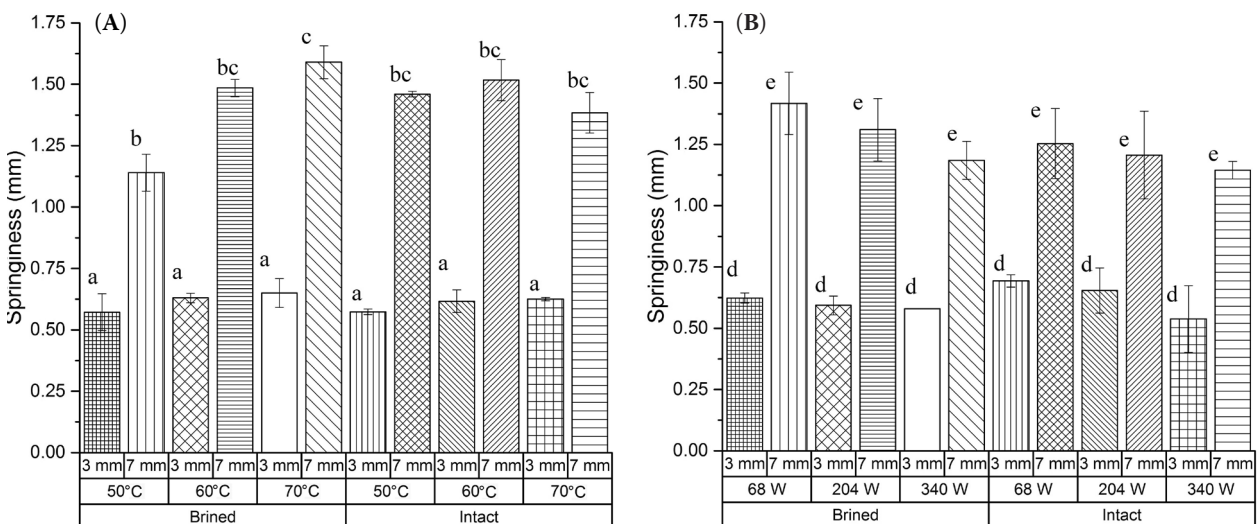 (A)
Springiness (mm)
1.75
1.50
1.25
1.00
0.75
0.50
0.25
0.00
a b a bc a c a bc a bc a bc
3 mm 7 mm 3 mm 7 mm 3 mm 7 mm 3 mm 7 mm 3 mm 7 mm 3 mm 7 mm
50°C 60°C 70°C 50°C 60°C 70°C
Brined Intact
(B)
Springiness (mm)
1.75
1.50
1.25
1.00
0.75
0.50
0.25
0.00
d e d e d e d e d e d e
3 mm 7 mm 3 mm 7 mm 3 mm 7 mm 3 mm 7 mm 3 mm 7 mm 3 mm 7 mm
68 W 204 W 340 W 68 W 204 W 340 W
Brined Intact